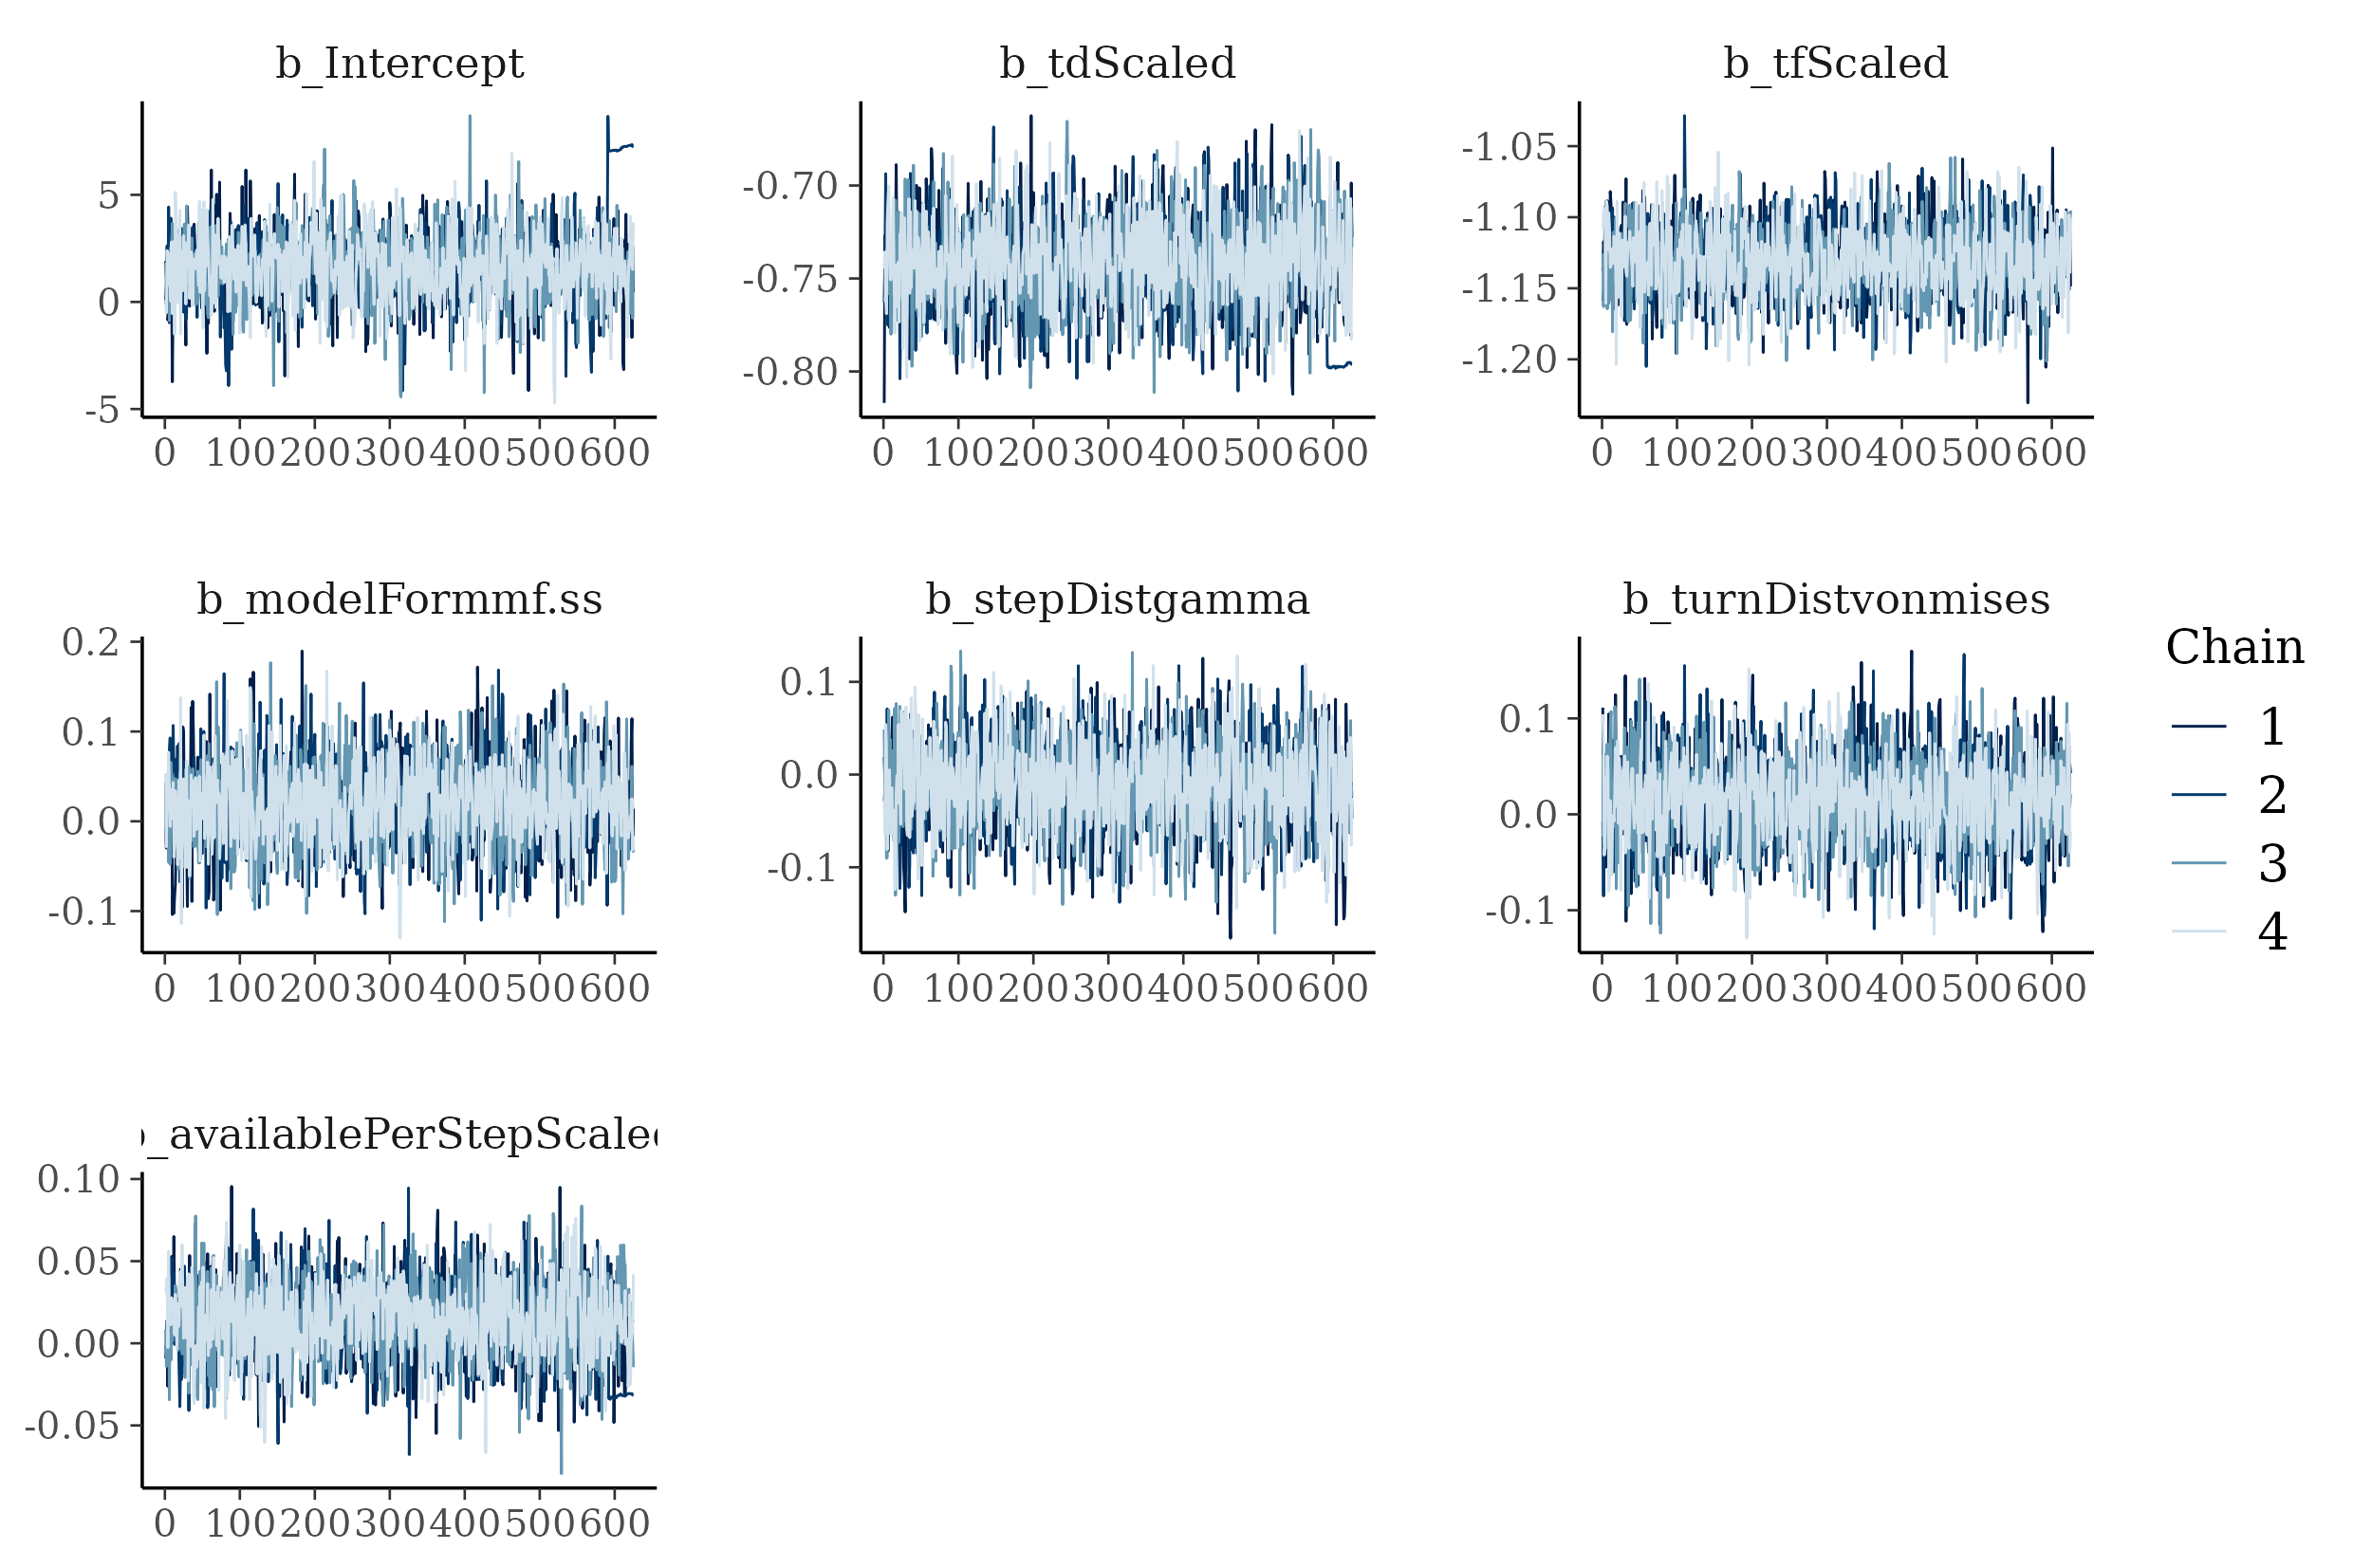 b_Intercept
5
0
-5
0 100 200 300 400 500 600
b_tdScaled
-0.70
-0.75
-0.80
0 100 200 300 400 500 600
b_tfScaled
-1.05
-1.10
-1.15
-1.20
0 100 200 300 400 500 600
b_modelFormmf.ss
0.2
0.1
0.0
-0.1
0 100 200 300 400 500 600
b_stepDistgamma
0.1
0.0
-0.1
0 100 200 300 400 500 600
b_turnDistvonmises
0.1
0.0
-0.1
0 100 200 300 400 500 600
Chain
1
2
3
4
_availablePerStepScale
0.10
0.05
0.00
-0.05
0 100 200 300 400 500 600